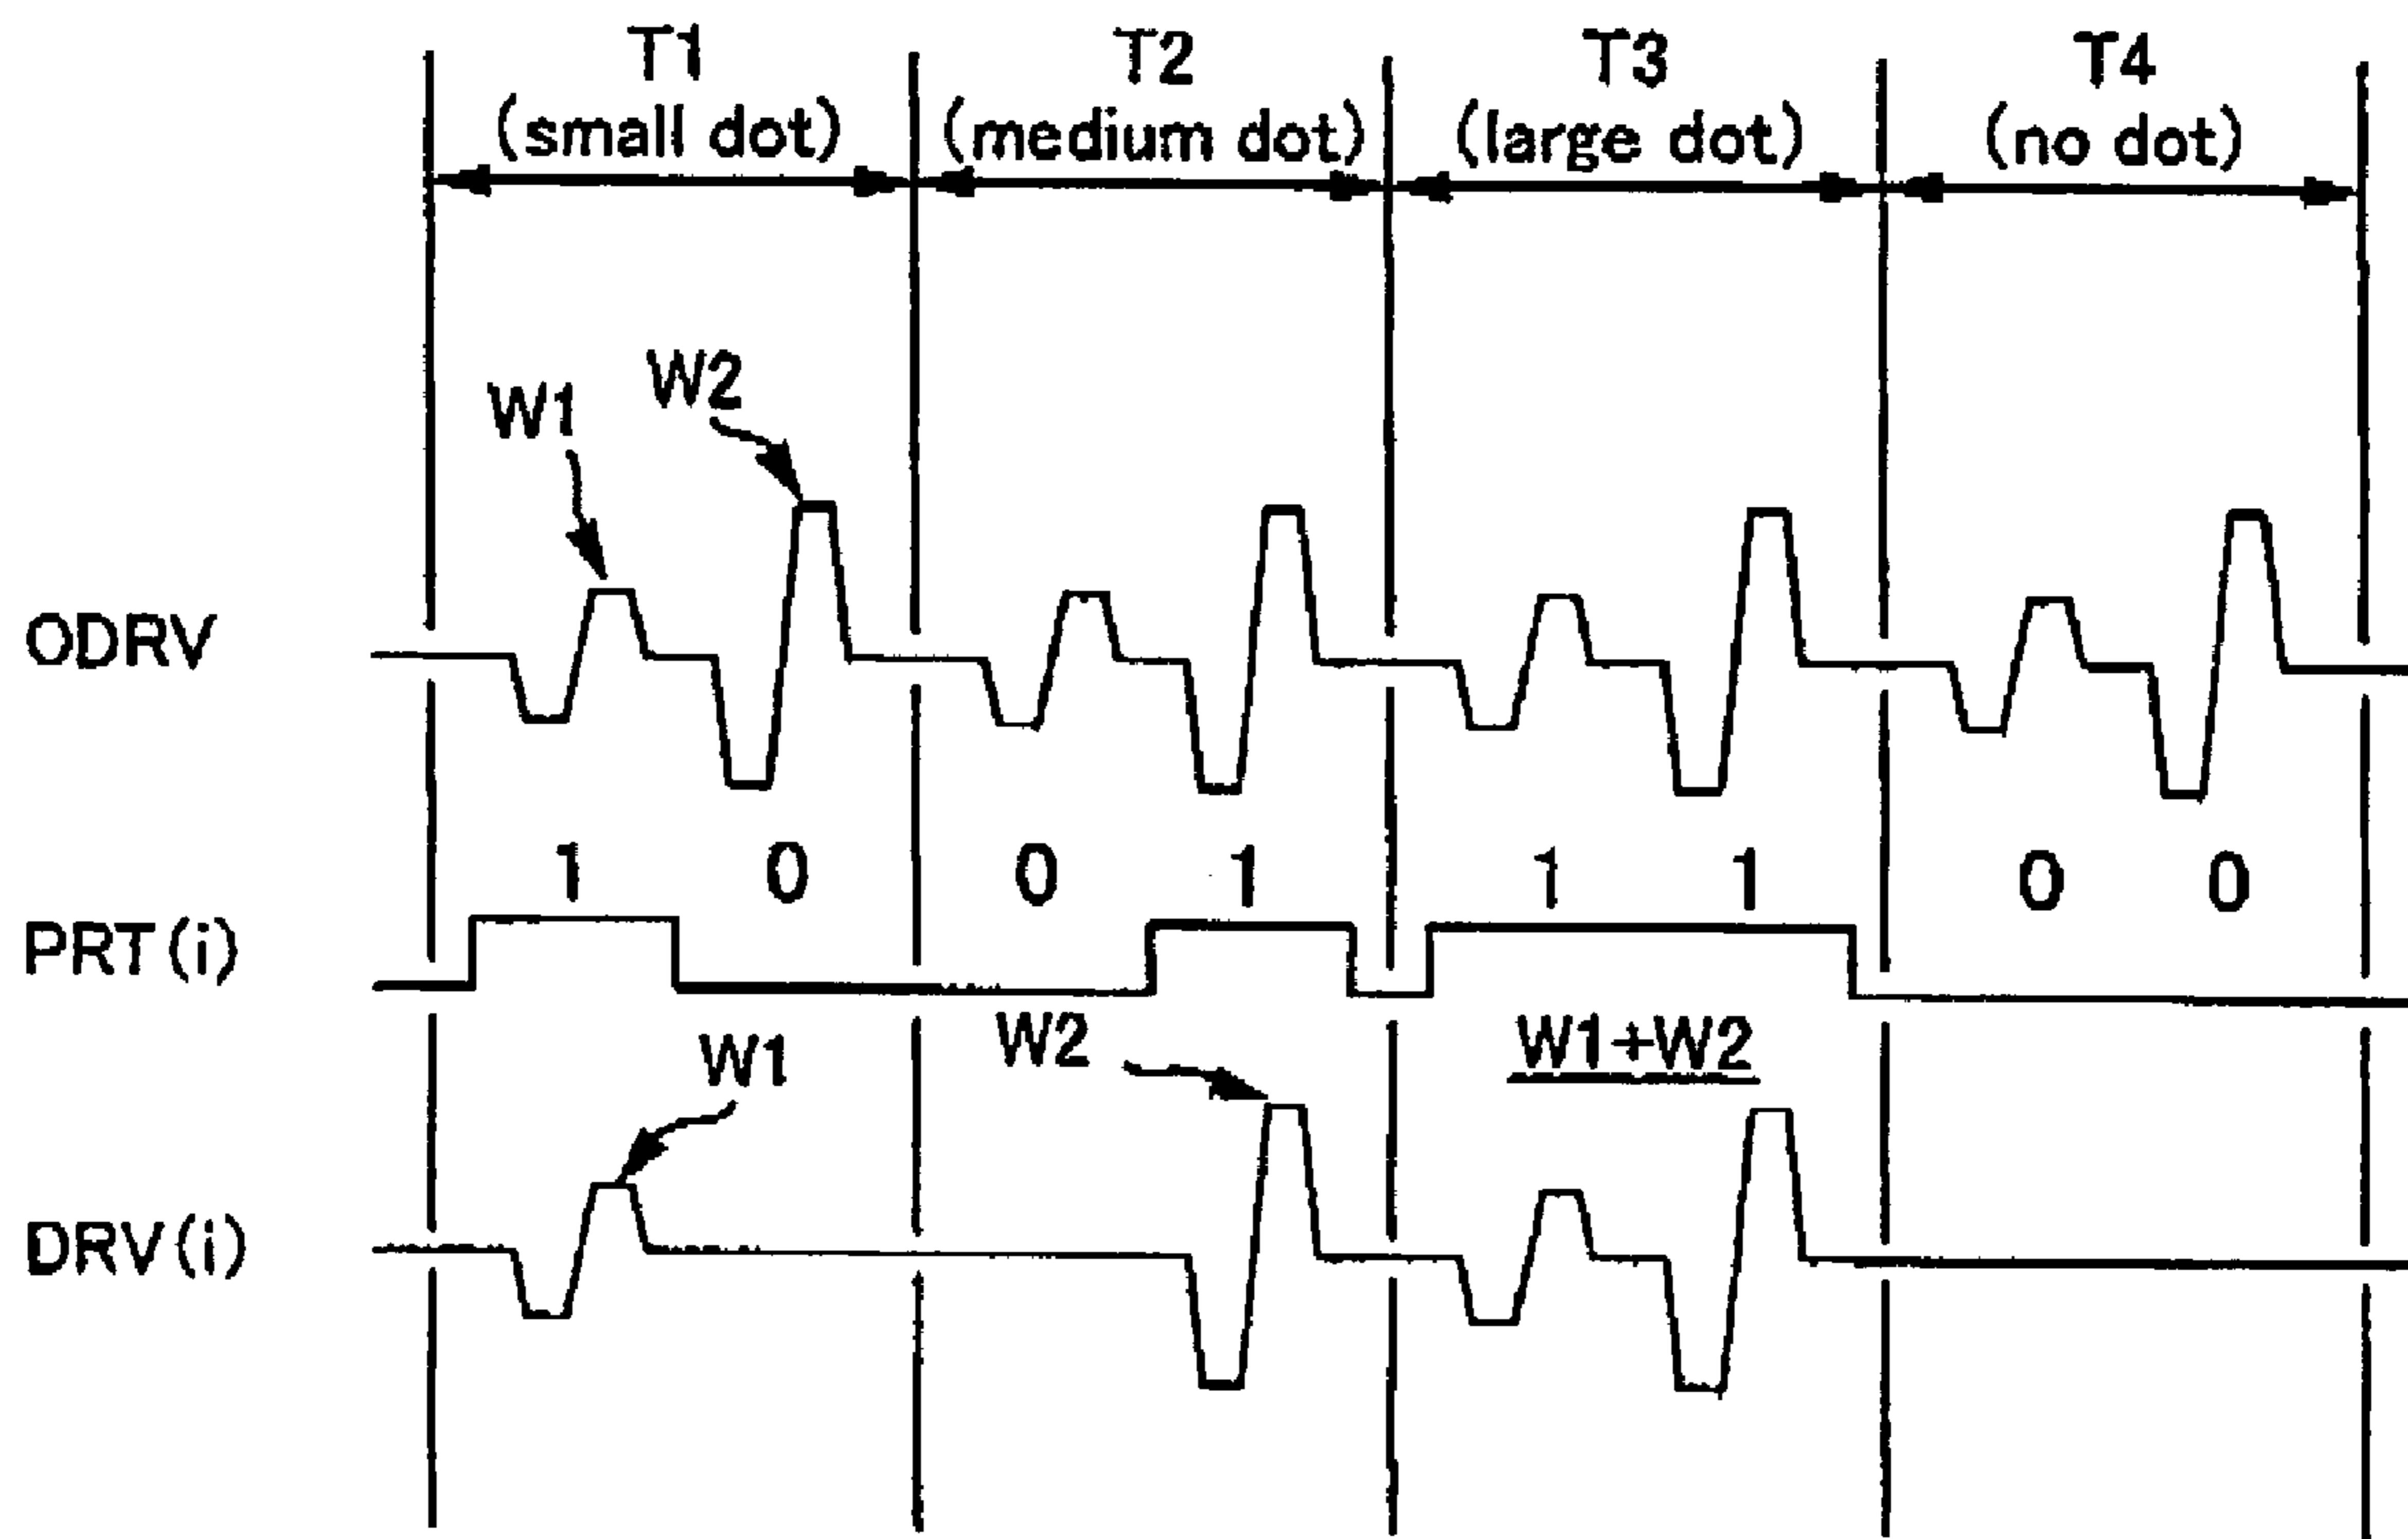 T1 T2 T3 T4
(small dot) (medium dot) (large dot) (no dot)
W1 W2
ODRV
1 0 0 1 1 1 0 0
PRT(i)
W1 W2 W1+W2
DRV(i)